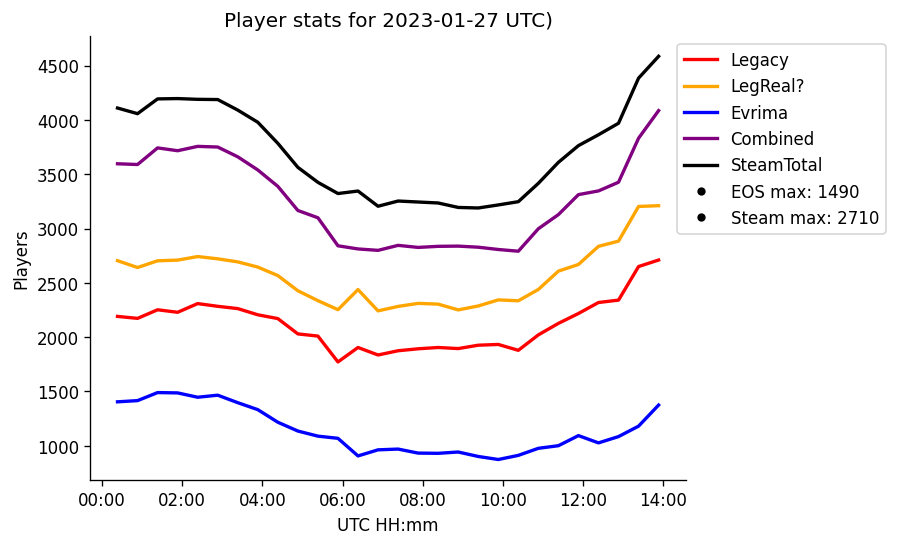 Player stats for 2023-01-27 UTC)
4500
4000
3500
3000
2500
2000
1500
1000
Players
00:00 02:00 04:00 06:00 08:00 10:00 12:00 14:00
UTC HH:mm
Legacy
LegReal?
Evrima
Combined
SteamTotal
EOS max: 1490
Steam max: 2710